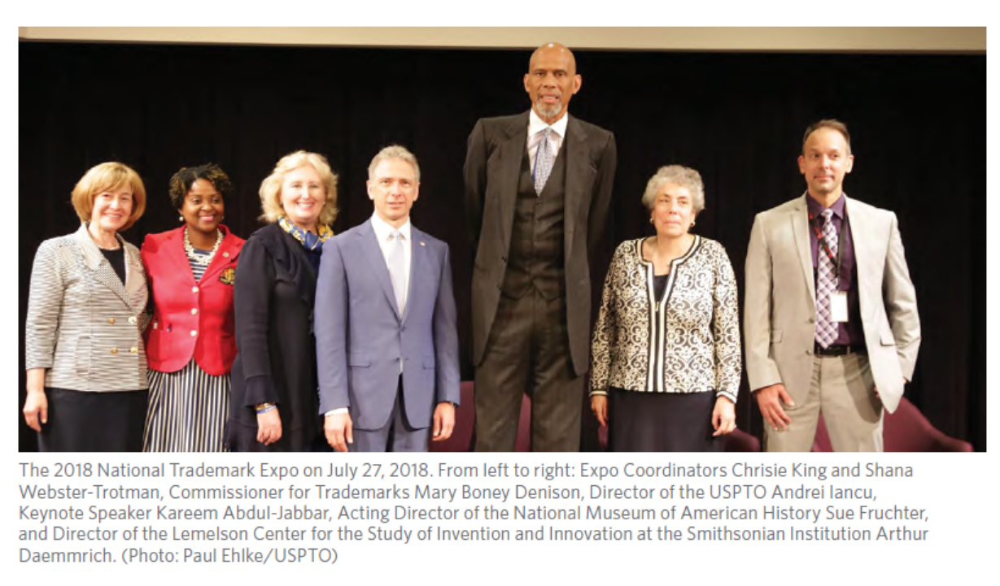 The 2018 National Trademark Expo on July 27, 2018. From left to right: Expo Coordinators Chrisie King and Shana
Webster-Trotman, Commissioner for Trademarks Mary Boney Denison, Director of the USPTO Andrei Iancu,
Keynote Speaker Kareem Abdul-Jabbar, Acting Director of the National Museum of American History Sue Fruchter,
and Director of the Lemelson Center for the Study of Invention and Innovation at the Smithsonian Institution Arthur
Daemmrich. (Photo: Paul Ehlke/USPTO)